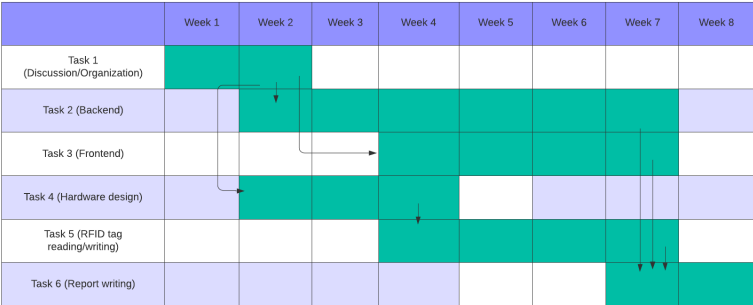 Week 1 Week 2 Week 3 Week 4 Week 5 Week 6 Week 7 Week 8
Task 1
(Discussion/Organization)
Task 2 (Backend)
Task 3 (Frontend)
Task 4 (Hardware design)
Task 5 (RFID tag
reading/writing)
Task 6 (Report writing)